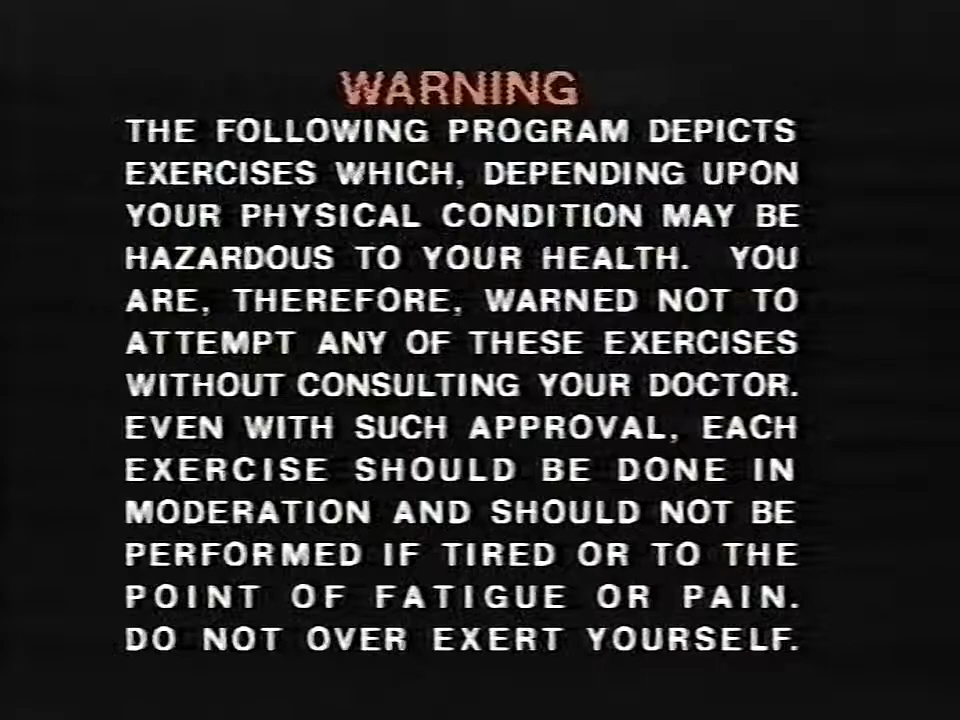 WARNING
THE FOLLOWING PROGRAM DEPICTS
EXERCISES WHICH, DEPENDING UPON
YOUR PHYSICAL CONDITION MAY BE
HAZARDOUS TO YOUR HEALTH. YOU
ARE, THEREFORE, WARNED NOT TO
ATTEMPT ANY OF THESE EXERCISES
WITHOUT CONSULTING YOUR DOCTOR.
EVEN WITH SUCH APPROVAL, EACH
EXERCISE SHOULD BE DONE IN
MODERATION AND SHOULD NOT BE
PERFORMED IF TIRED OR TO THE
POINT OF FATIGUE OR PAIN.
DO NOT OVER EXERT YOURSELF.